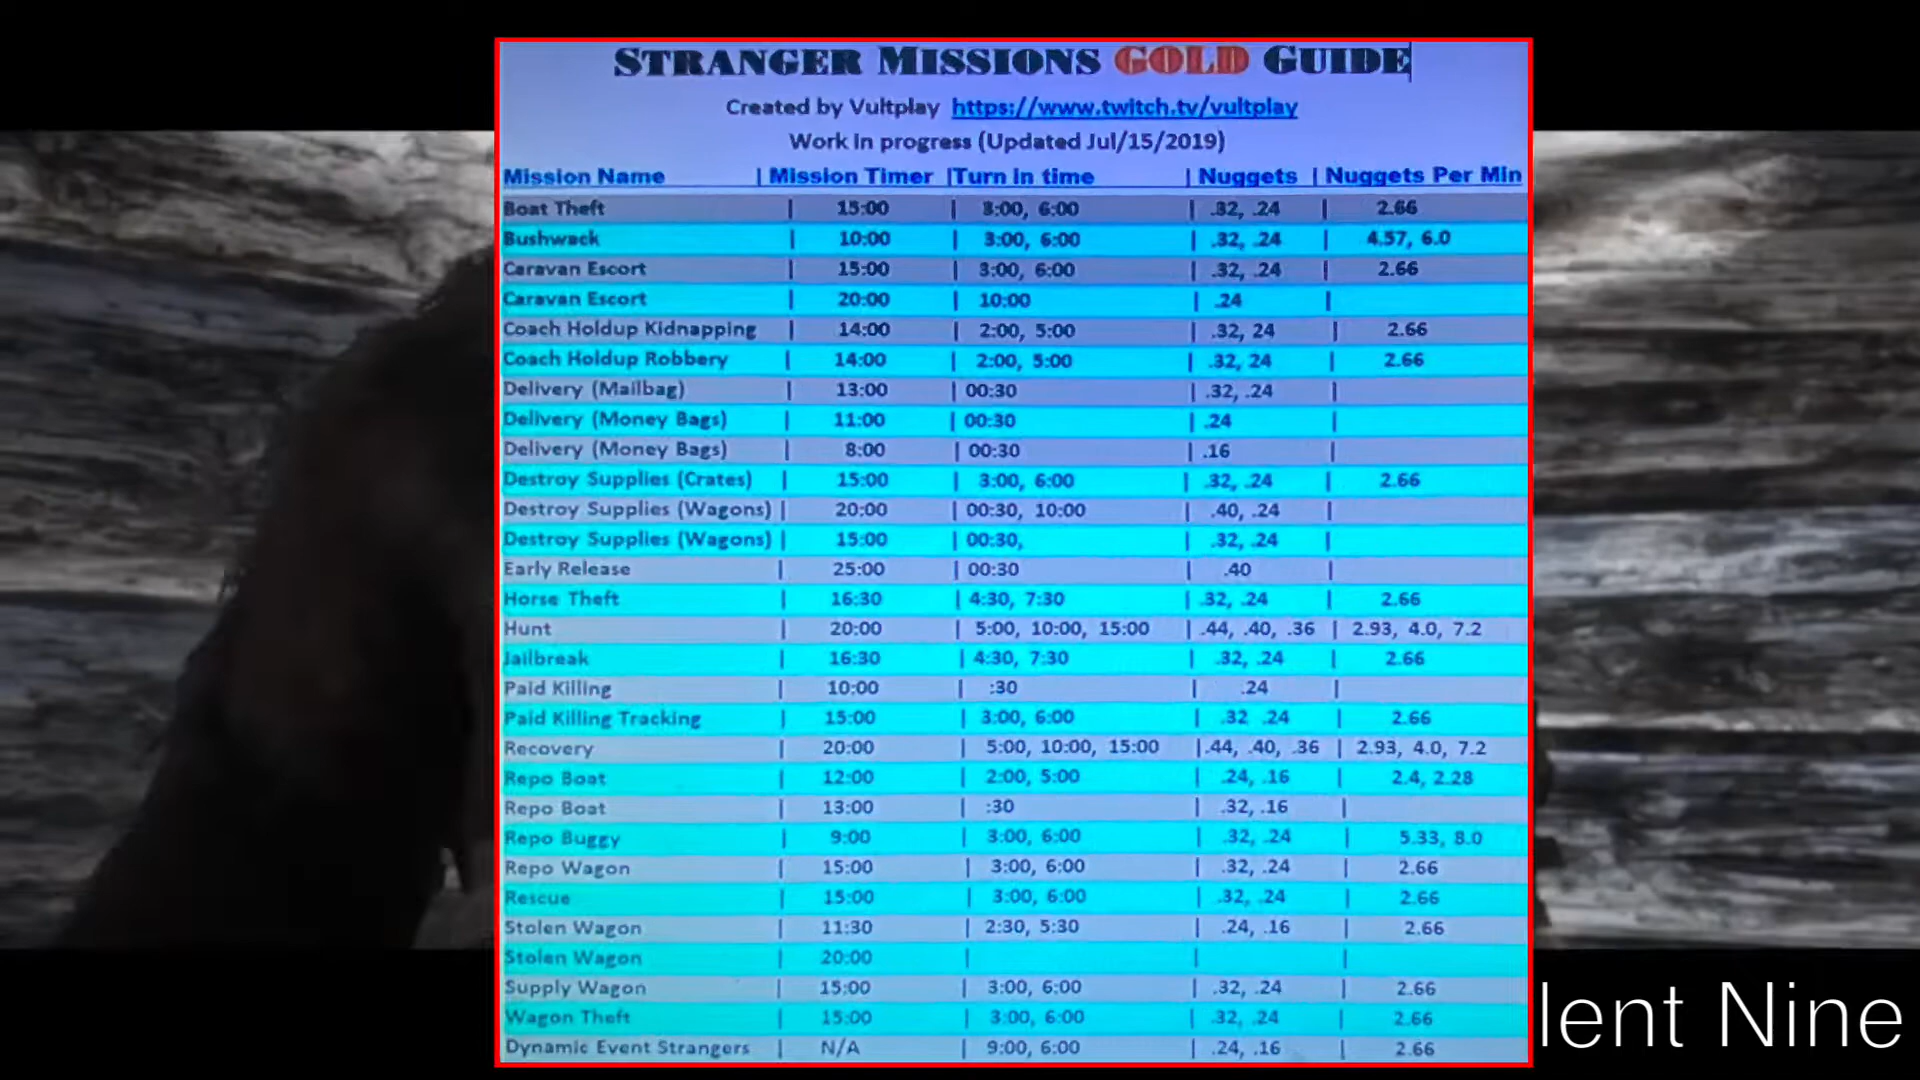 STRANGER MISSIONS GOLD GUIDE
Created by Vultplay https://www.twitch.tv/vultplay
Work in progress (Updated Jul/15/2019)
Mission Name | Mission Timer |Turn in time | Nuggets | Nuggets Per Min
Boat Theft | 15:00 | 3:00, 6:00 | .32, .24 | 2.66
Bushwack | 10:00 | 3:00, 6:00 | .32, .24 | 4.57, 6.0
Caravan Escort | 15:00 | 3:00, 6:00 | .32, .24 | 2.66
Caravan Escort | 20:00 | 10:00 | .24 |
Coach Holdup Kidnapping | 14:00 | 2:00, 5:00 | .32, 24 | 2.66
Coach Holdup Robbery | 14:00 | 2:00, 5:00 | .32, 24 | 2.66
Delivery (Mailbag) | 13:00 | 00:30 | .32, .24 |
Delivery (Money Bags) | 11:00 | 00:30 | .24 |
Delivery (Money Bags) | 8:00 | 00:30 | .16 |
Destroy Supplies (Crates) | 15:00 | 3:00, 6:00 | .32, .24 | 2.66
Destroy Supplies (Wagons) | 20:00 | 00:30, 10:00 | .40, .24 |
Destroy Supplies (Wagons) | 15:00 | 00:30, | .32, .24 |
Early Release | 25:00 | 00:30 | .40 |
Horse Theft | 16:30 | 4:30, 7:30 | .32, .24 | 2.66
Hunt | 20:00 | 5:00, 10:00, 15:00 | .44, .40, .36 | 2.93, 4.0, 7.2
Jailbreak | 16:30 | 4:30, 7:30 | .32, .24 | 2.66
Paid Killing | 10:00 | :30 | .24 |
Paid Killing Tracking | 15:00 | 3:00, 6:00 | .32 .24 | 2.66
Recovery | 20:00 | 5:00, 10:00, 15:00 | .44, .40, .36 | 2.93, 4.0, 7.2
Repo Boat | 12:00 | 2:00, 5:00 | .24, .16 | 2.4, 2.28
Repo Boat | 13:00 | :30 | .32, .16 |
Repo Buggy | 9:00 | 3:00, 6:00 | .32, .24 | 5.33, 8.0
Repo Wagon | 15:00 | 3:00, 6:00 | .32, .24 | 2.66
Rescue | 15:00 | 3:00, 6:00 | .32, .24 | 2.66
Stolen Wagon | 11:30 | 2:30, 5:30 | .24, .16 | 2.66
Stolen Wagon | 20:00 | | |
Supply Wagon | 15:00 | 3:00, 6:00 | .32, .24 | 2.66
Wagon Theft | 15:00 | 3:00, 6:00 | .32, .24 | 2.66
Dynamic Event Strangers | N/A | 9:00, 6:00 | .24, .16 | 2.66
lent Nine